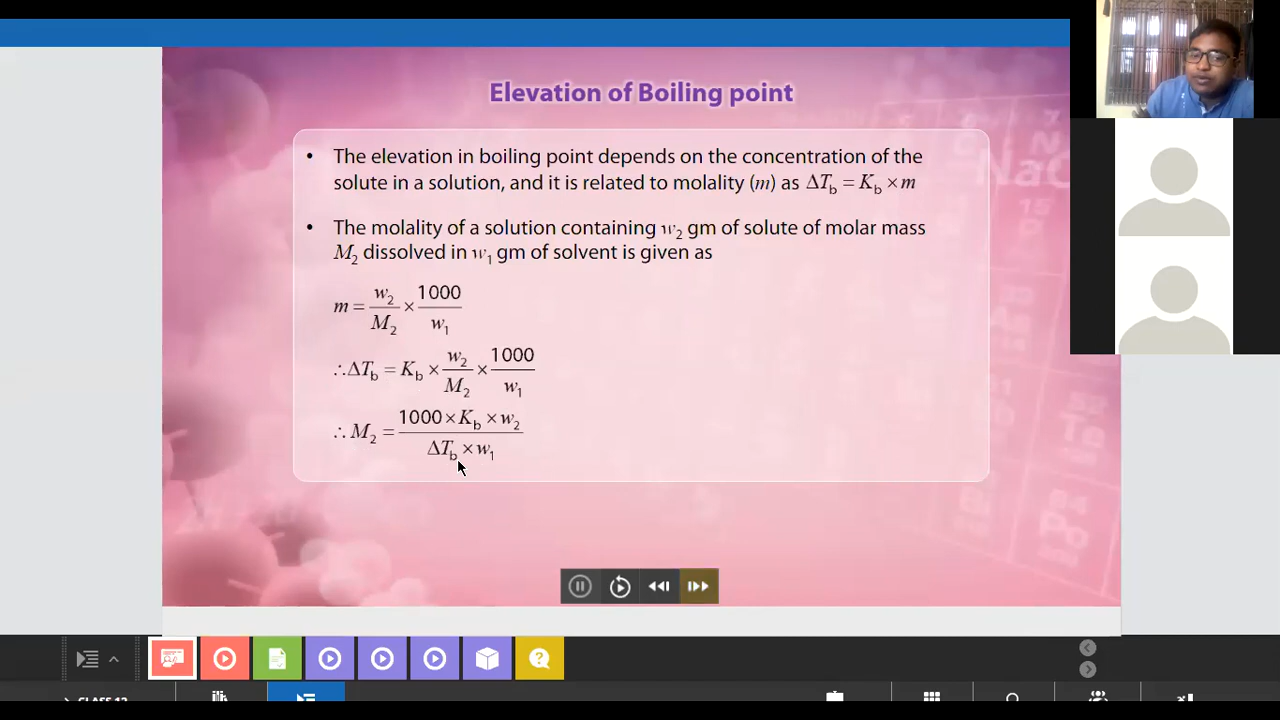 Elevation of Boiling point
• The elevation in boiling point depends on the concentration of the
solute in a solution, and it is related to molality (m) as ΔT_b = K_b × m
• The molality of a solution containing w_2 gm of solute of molar mass
M_2 dissolved in w_1 gm of solvent is given as
m = w_2/M_2 × 1000/w_1
∴ ΔT_b = K_b × w_2/M_2 × 1000/w_1
∴ M_2 = (1000 × K_b × w_2)/(ΔT_b × w_1)
CLASS 12